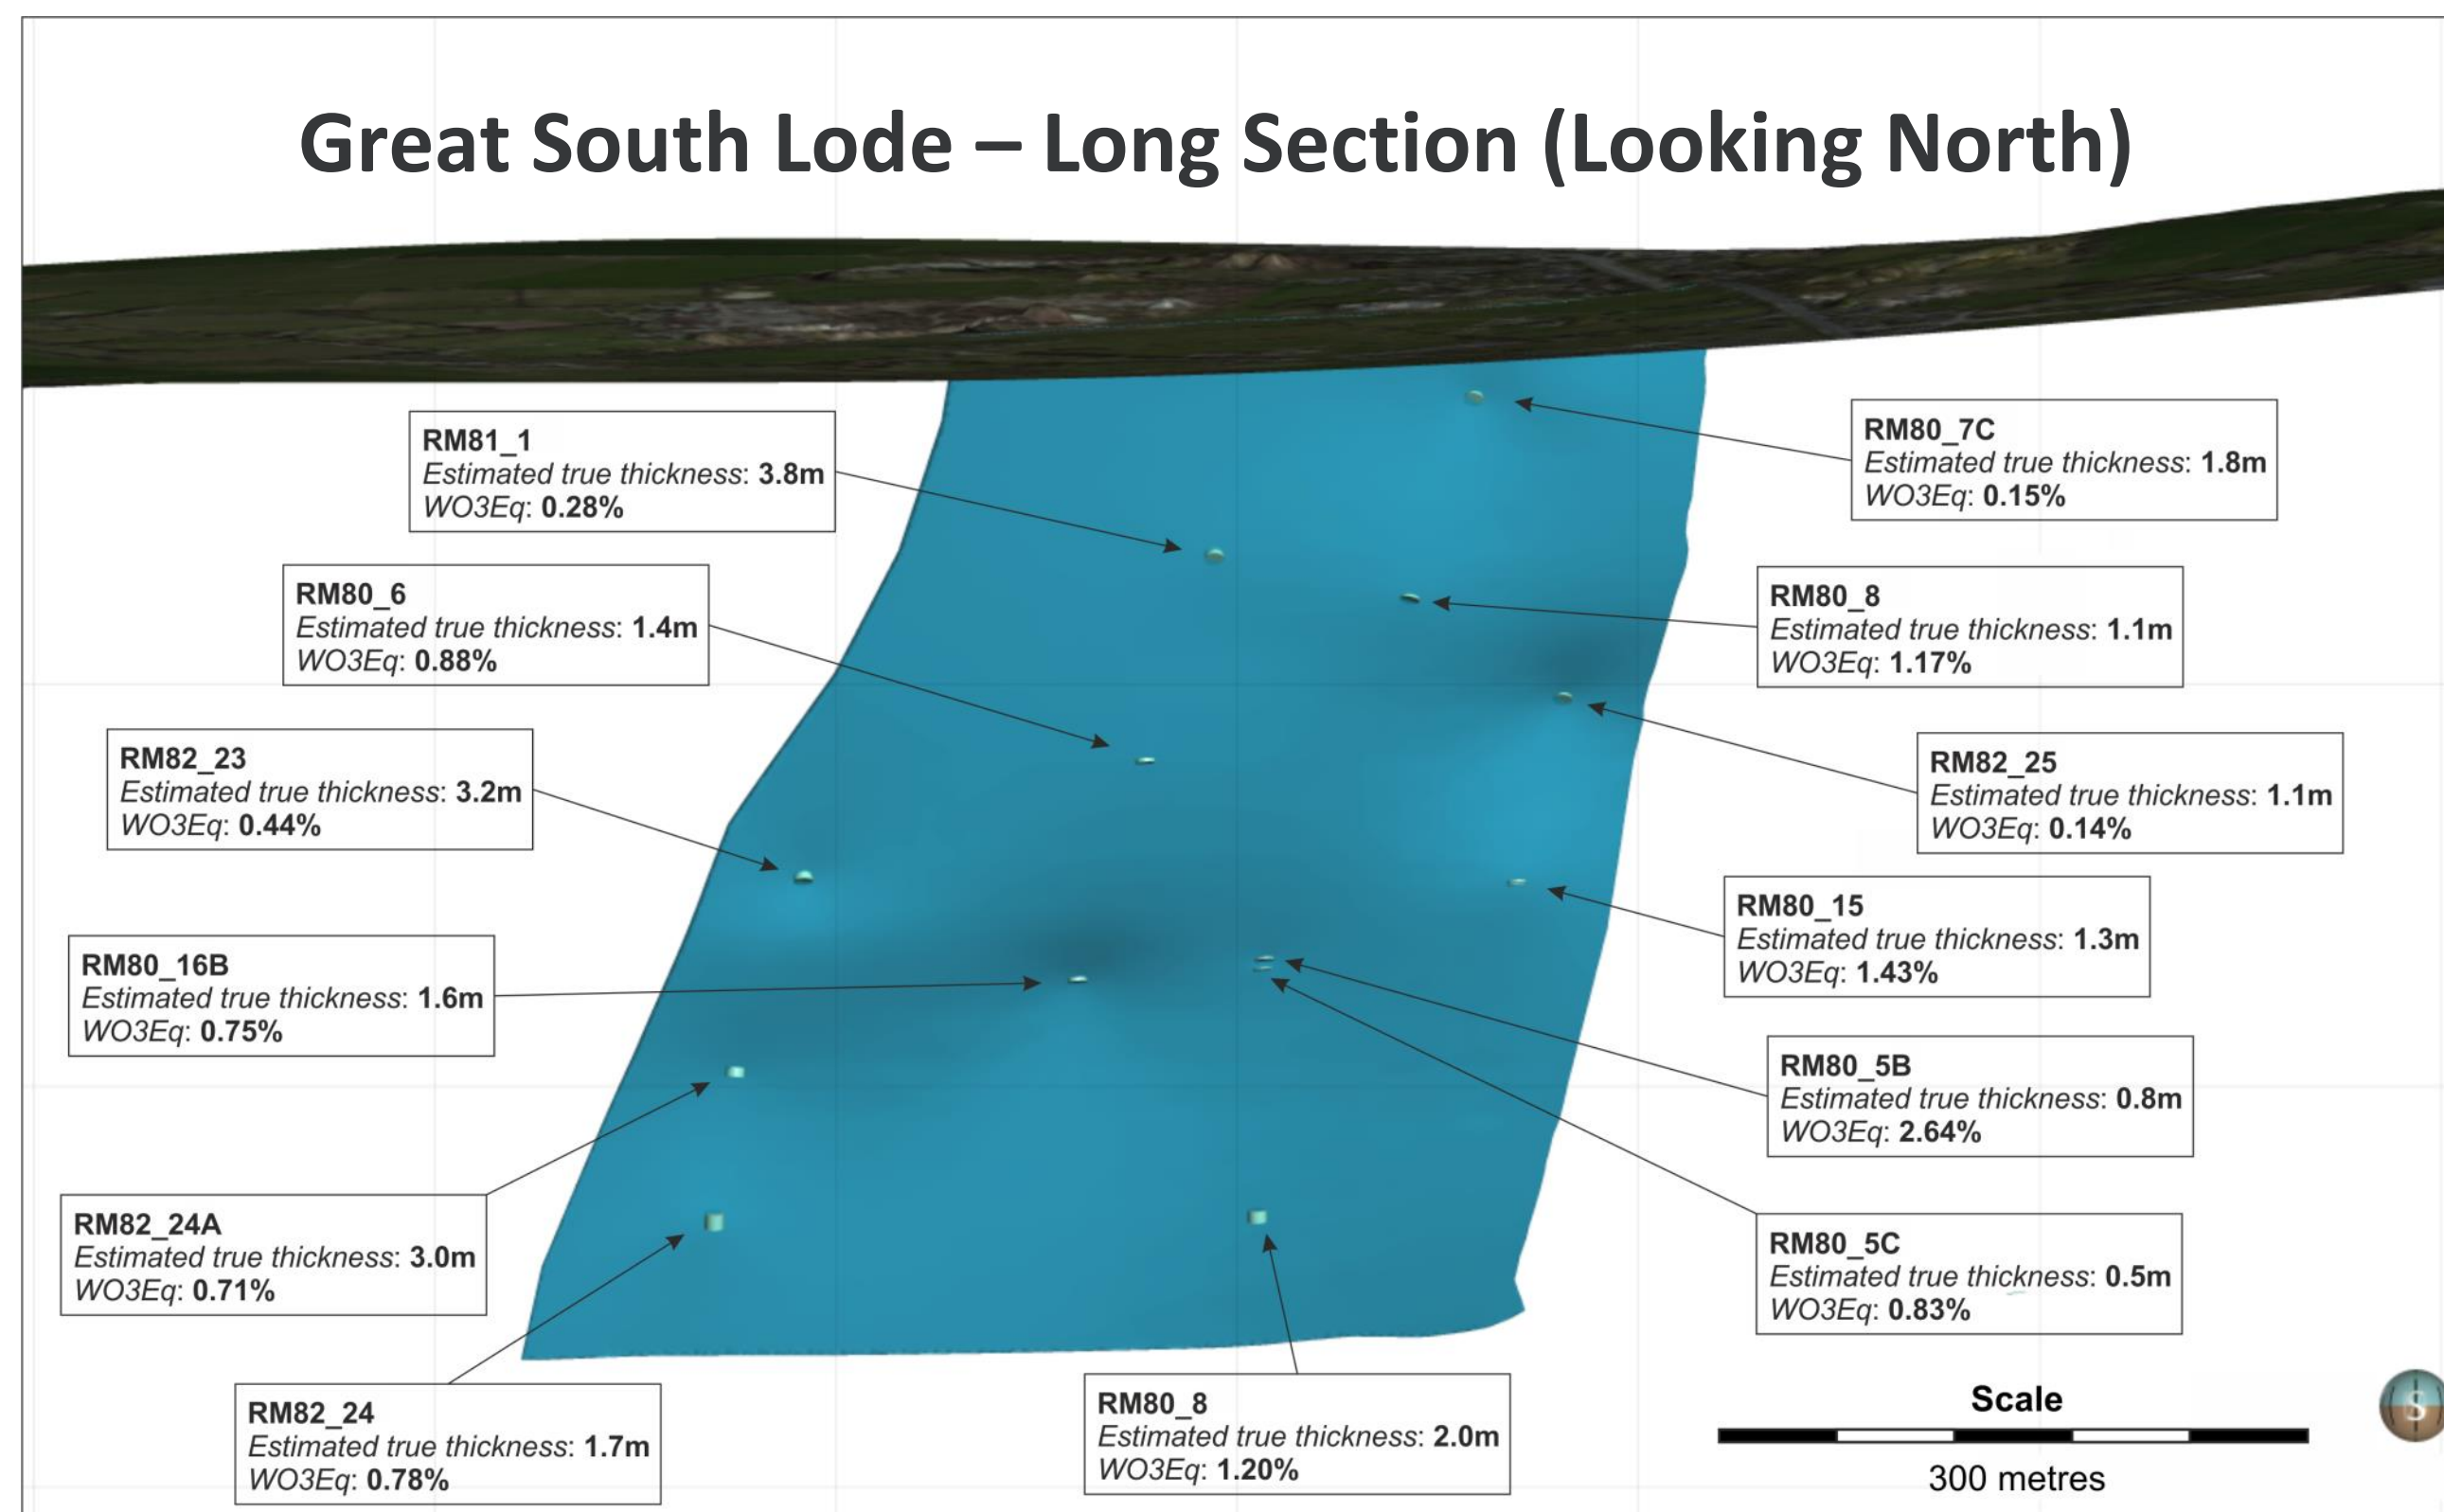 Great South Lode – Long Section (Looking North)
RM81_1
Estimated true thickness: 3.8m
WO3Eq: 0.28%
RM80_7C
Estimated true thickness: 1.8m
WO3Eq: 0.15%
RM80_6
Estimated true thickness: 1.4m
WO3Eq: 0.88%
RM80_8
Estimated true thickness: 1.1m
WO3Eq: 1.17%
RM82_23
Estimated true thickness: 3.2m
WO3Eq: 0.44%
RM82_25
Estimated true thickness: 1.1m
WO3Eq: 0.14%
RM80_15
Estimated true thickness: 1.3m
WO3Eq: 1.43%
RM80_16B
Estimated true thickness: 1.6m
WO3Eq: 0.75%
RM80_5B
Estimated true thickness: 0.8m
WO3Eq: 2.64%
RM82_24A
Estimated true thickness: 3.0m
WO3Eq: 0.71%
RM80_5C
Estimated true thickness: 0.5m
WO3Eq: 0.83%
RM82_24
Estimated true thickness: 1.7m
WO3Eq: 0.78%
RM80_8
Estimated true thickness: 2.0m
WO3Eq: 1.20%
Scale
300 metres
S